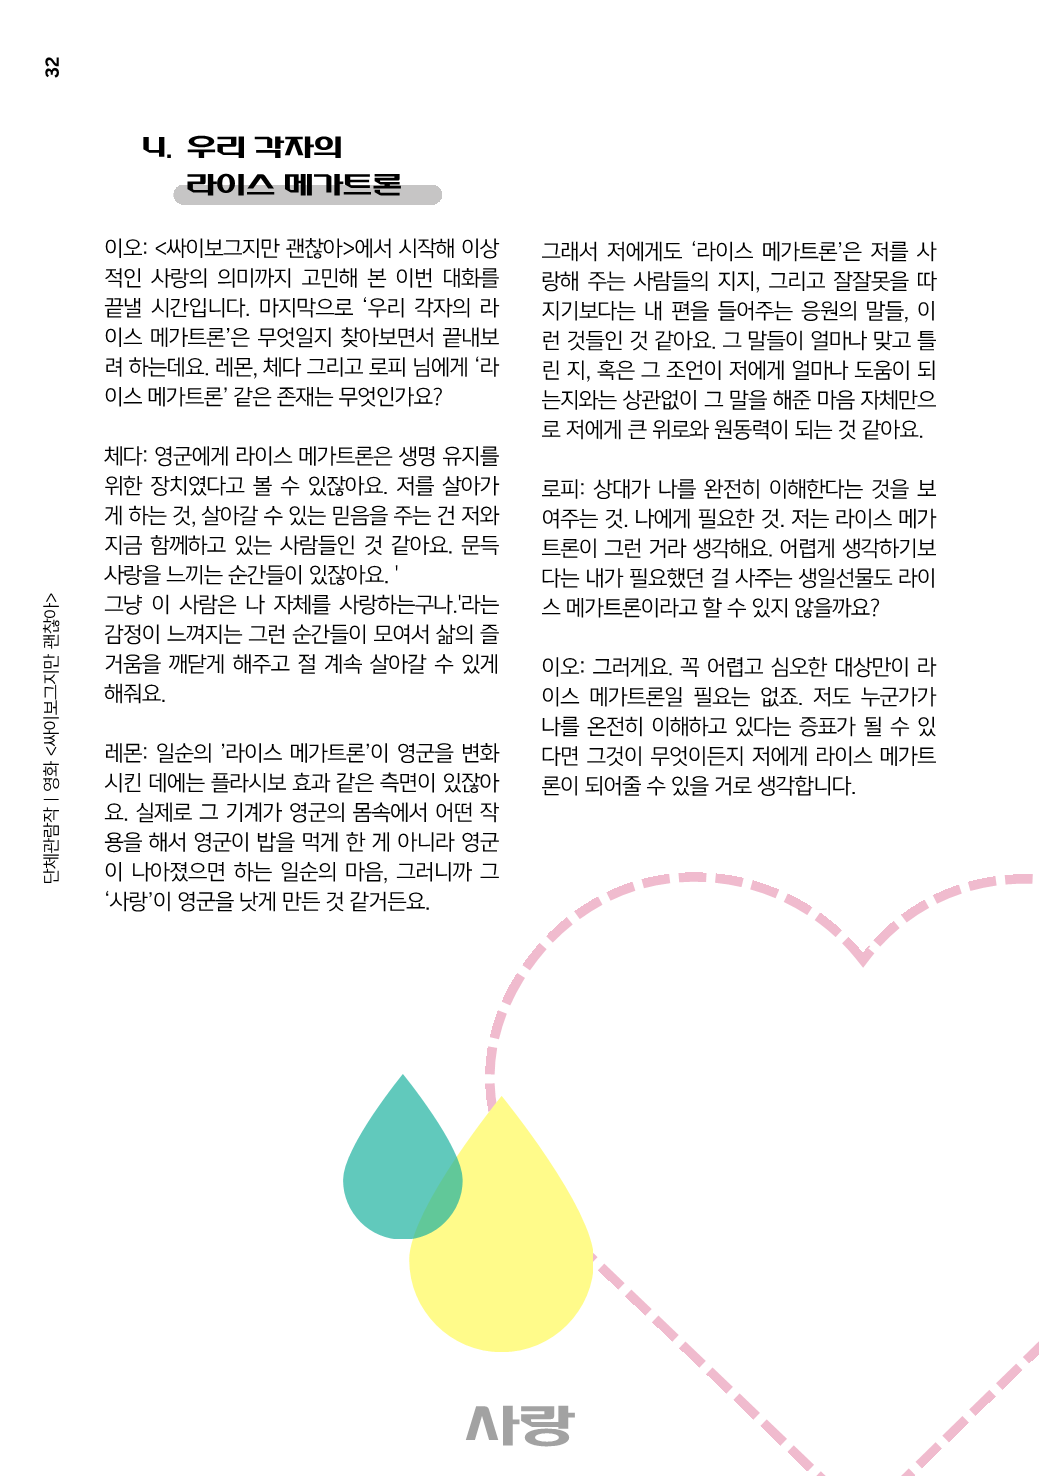 32
4. 우리 각자의
라이스 메가트론
이오: <싸이보그지만 괜찮아>에서 시작해 이상
적인 사랑의 의미까지 고민해 본 이번 대화를
끝낼 시간입니다. 마지막으로 ‘우리 각자의 라
이스 메가트론’은 무엇일지 찾아보면서 끝내보
려 하는데요. 레몬, 체다 그리고 로피 님에게 ‘라
이스 메가트론’ 같은 존재는 무엇인가요?
체다: 영군에게 라이스 메가트론은 생명 유지를
위한 장치였다고 볼 수 있잖아요. 저를 살아가
게 하는 것, 살아갈 수 있는 믿음을 주는 건 저와
지금 함께하고 있는 사람들인 것 같아요. 문득
사랑을 느끼는 순간들이 있잖아요. '
그냥 이 사람은 나 자체를 사랑하는구나.'라는
감정이 느껴지는 그런 순간들이 모여서 삶의 즐
거움을 깨닫게 해주고 절 계속 살아갈 수 있게
해줘요.
레몬: 일순의 ’라이스 메가트론’이 영군을 변화
시킨 데에는 플라시보 효과 같은 측면이 있잖아
요. 실제로 그 기계가 영군의 몸속에서 어떤 작
용을 해서 영군이 밥을 먹게 한 게 아니라 영군
이 나아졌으면 하는 일순의 마음, 그러니까 그
‘사랑’이 영군을 낫게 만든 것 같거든요.
그래서 저에게도 ‘라이스 메가트론’은 저를 사
랑해 주는 사람들의 지지, 그리고 잘잘못을 따
지기보다는 내 편을 들어주는 응원의 말들, 이
런 것들인 것 같아요. 그 말들이 얼마나 맞고 틀
린 지, 혹은 그 조언이 저에게 얼마나 도움이 되
는지와는 상관없이 그 말을 해준 마음 자체만으
로 저에게 큰 위로와 원동력이 되는 것 같아요.
로피: 상대가 나를 완전히 이해한다는 것을 보
여주는 것. 나에게 필요한 것. 저는 라이스 메가
트론이 그런 거라 생각해요. 어렵게 생각하기보
다는 내가 필요했던 걸 사주는 생일선물도 라이
스 메가트론이라고 할 수 있지 않을까요?
이오: 그러게요. 꼭 어렵고 심오한 대상만이 라
이스 메가트론일 필요는 없죠. 저도 누군가가
나를 온전히 이해하고 있다는 증표가 될 수 있
다면 그것이 무엇이든지 저에게 라이스 메가트
론이 되어줄 수 있을 거로 생각합니다.
단체관람작 | 영화 <싸이보그지만 괜찮아>
사랑